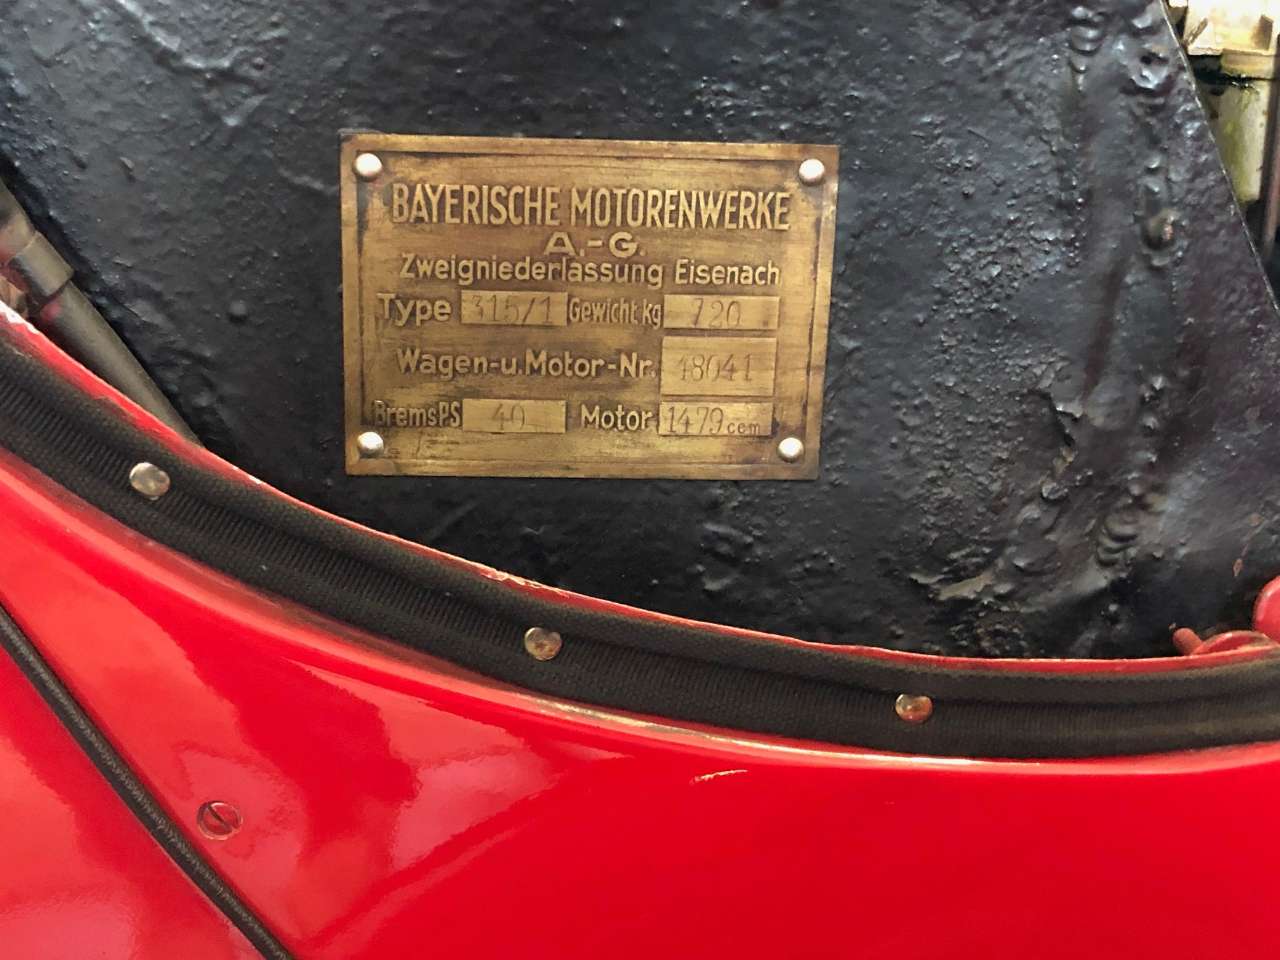 BAYERISCHE MOTORENWERKE
A.-G.
Zweigniederlassung Eisenach
Type 315/1 Gewicht kg 720
Wagen-u. Motor-Nr. 48041
BremsPS 40 Motor 1479 ccm